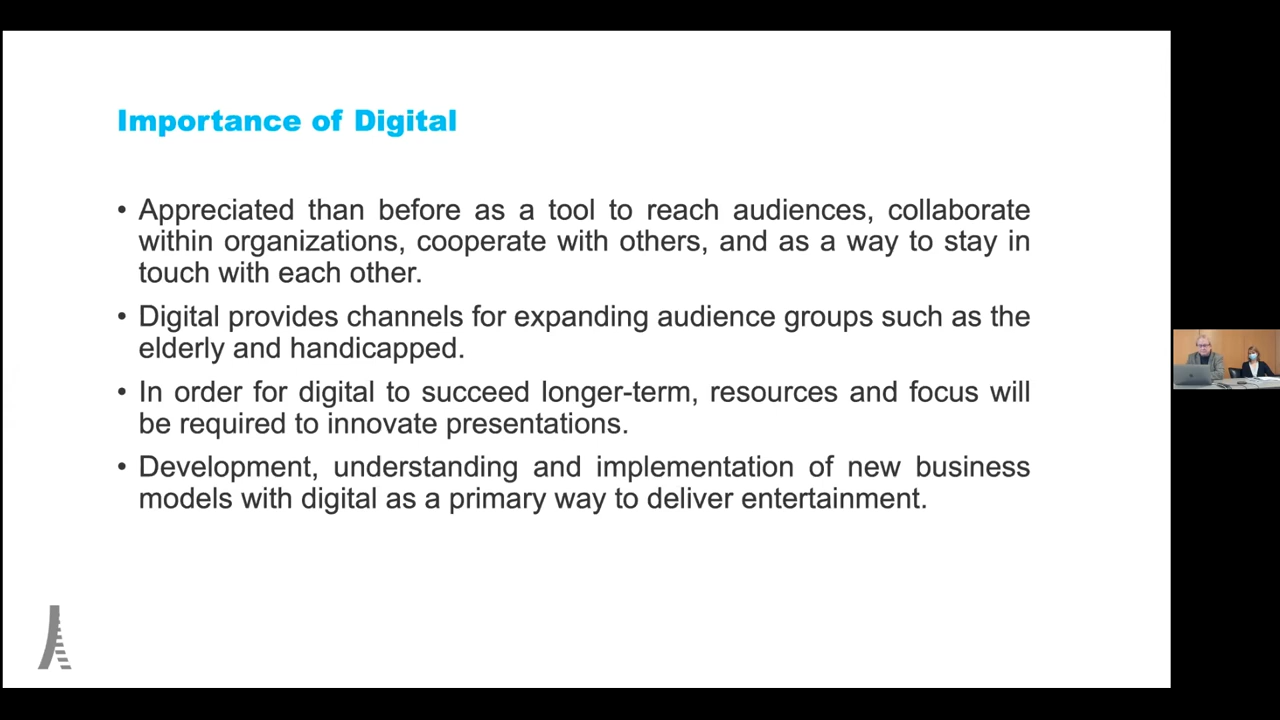 Importance of Digital
• Appreciated than before as a tool to reach audiences, collaborate
within organizations, cooperate with others, and as a way to stay in
touch with each other.
• Digital provides channels for expanding audience groups such as the
elderly and handicapped.
• In order for digital to succeed longer-term, resources and focus will
be required to innovate presentations.
• Development, understanding and implementation of new business
models with digital as a primary way to deliver entertainment.